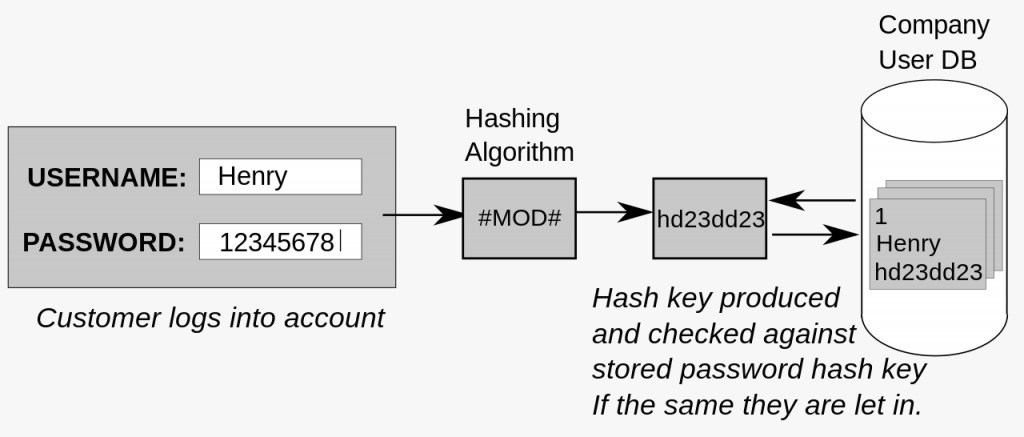 Company
User DB
Hashing
Algorithm
USERNAME: Henry
PASSWORD: 12345678
#MOD#
hd23dd23
1
Henry
hd23dd23
Customer logs into account
Hash key produced
and checked against
stored password hash key
If the same they are let in.